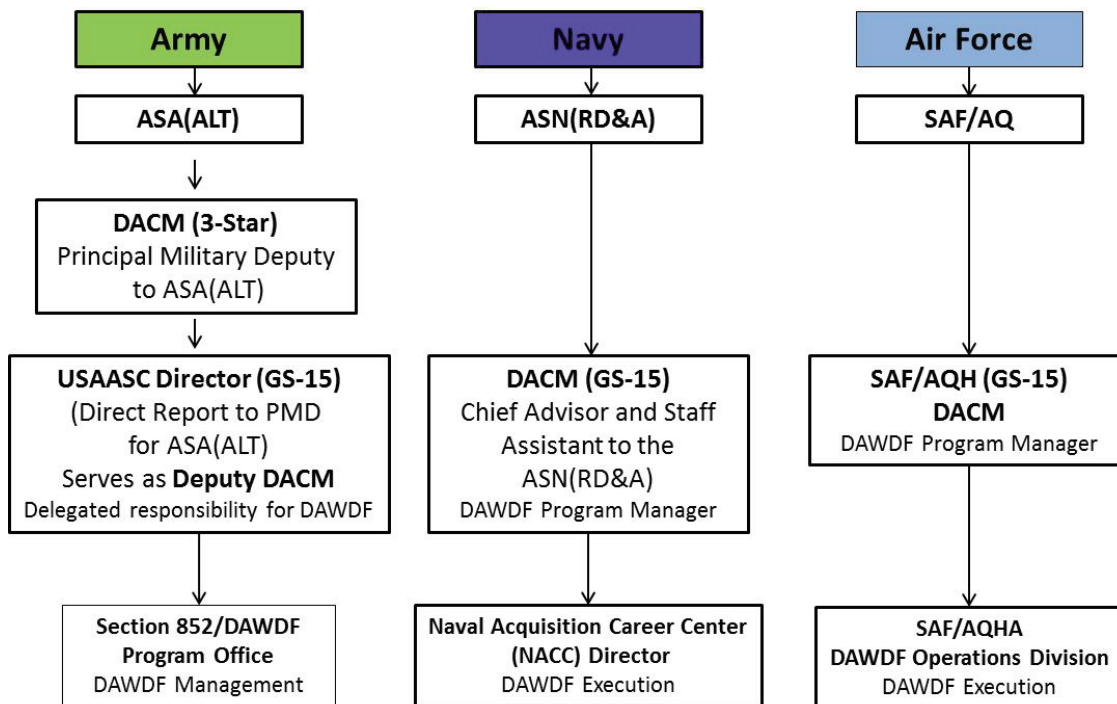 Army
ASA(ALT)
DACM (3-Star)
Principal Military Deputy
to ASA(ALT)
USAASC Director (GS-15)
(Direct Report to PMD
for ASA(ALT)
Serves as Deputy DACM
Delegated responsibility for DAWDF
Section 852/DAWDF
Program Office
DAWDF Management
Navy
ASN(RD&A)
DACM (GS-15)
Chief Advisor and Staff
Assistant to the
ASN(RD&A)
DAWDF Program Manager
Naval Acquisition Career Center
(NACC) Director
DAWDF Execution
Air Force
SAF/AQ
SAF/AQH (GS-15)
DACM
DAWDF Program Manager
SAF/AQHA
DAWDF Operations Division
DAWDF Execution